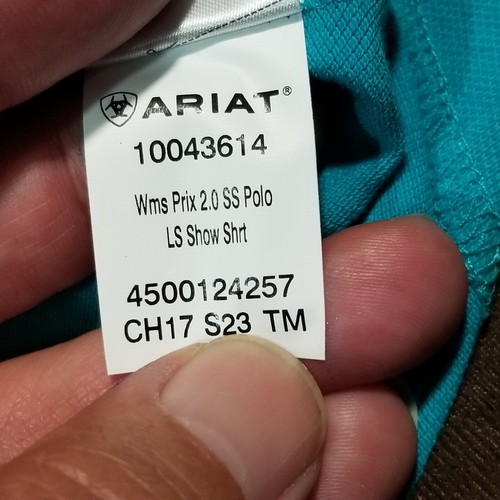 ARIAT®
10043614
Wms Prix 2.0 SS Polo
LS Show Shrt
4500124257
CH17 S23 TM